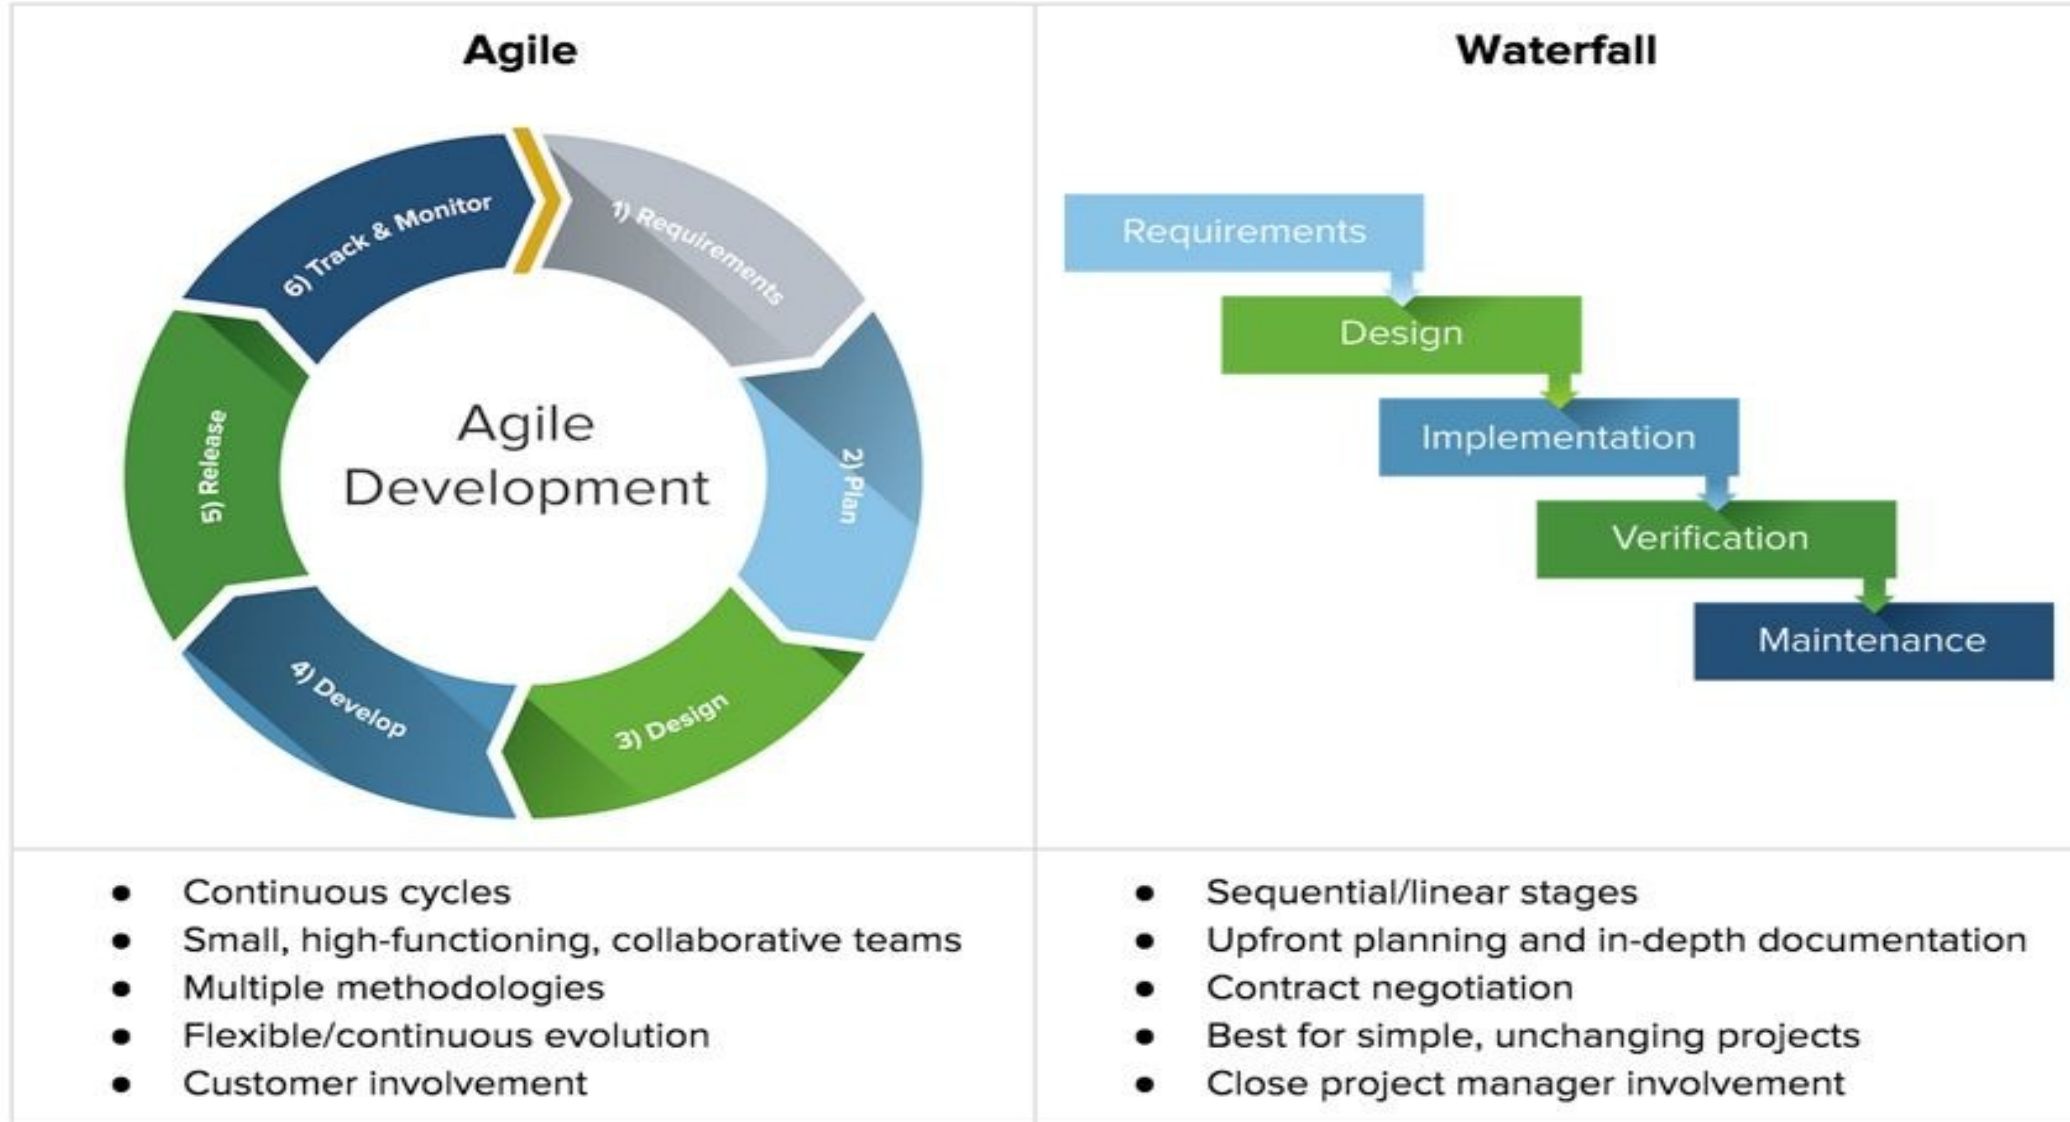 Agile
1) Requirements
2) Plan
3) Design
4) Develop
5) Release
6) Track & Monitor
Agile
Development
● Continuous cycles
● Small, high-functioning, collaborative teams
● Multiple methodologies
● Flexible/continuous evolution
● Customer involvement
Waterfall
Requirements
Design
Implementation
Verification
Maintenance
● Sequential/linear stages
● Upfront planning and in-depth documentation
● Contract negotiation
● Best for simple, unchanging projects
● Close project manager involvement